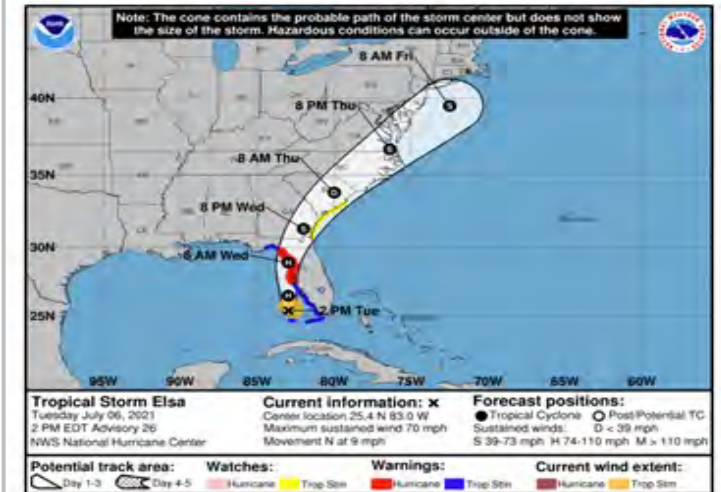 Note: The cone contains the probable path of the storm center but does not show
the size of the storm. Hazardous conditions can occur outside of the cone.
8 AM Fri
40N
8 PM Thu
35N
8 AM Thu
8 PM Wed
30N
8 AM Wed
25N
2 PM Tue
95W 90W 85W 80W 75W 70W 65W 60W
Tropical Storm Elsa
Tuesday July 06, 2021
2 PM EDT Advisory 26
NWS National Hurricane Center
Current information: x
Center location 25.4 N 83.0 W
Maximum sustained wind 70 mph
Movement N at 9 mph
Forecast positions:
Tropical Cyclone Post/Potential TC
Sustained winds: D < 39 mph
S 39-73 mph H 74-110 mph M > 110 mph
Potential track area:
Day 1-3 Day 4-5
Watches:
Hurricane Trop Stm
Warnings:
Hurricane Trop Stm
Current wind extent:
Hurricane Trop Stm